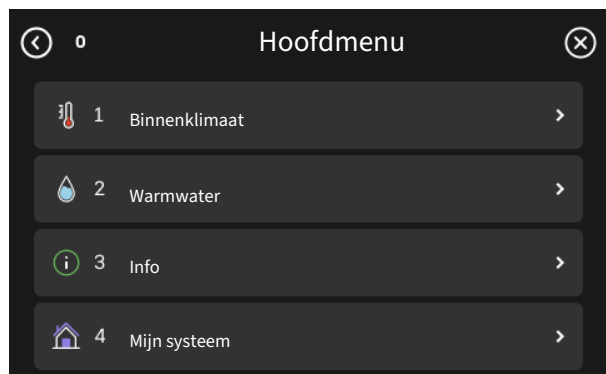 0 Hoofdmenu
1 Binnenklimaat
2 Warmwater
3 Info
4 Mijn systeem